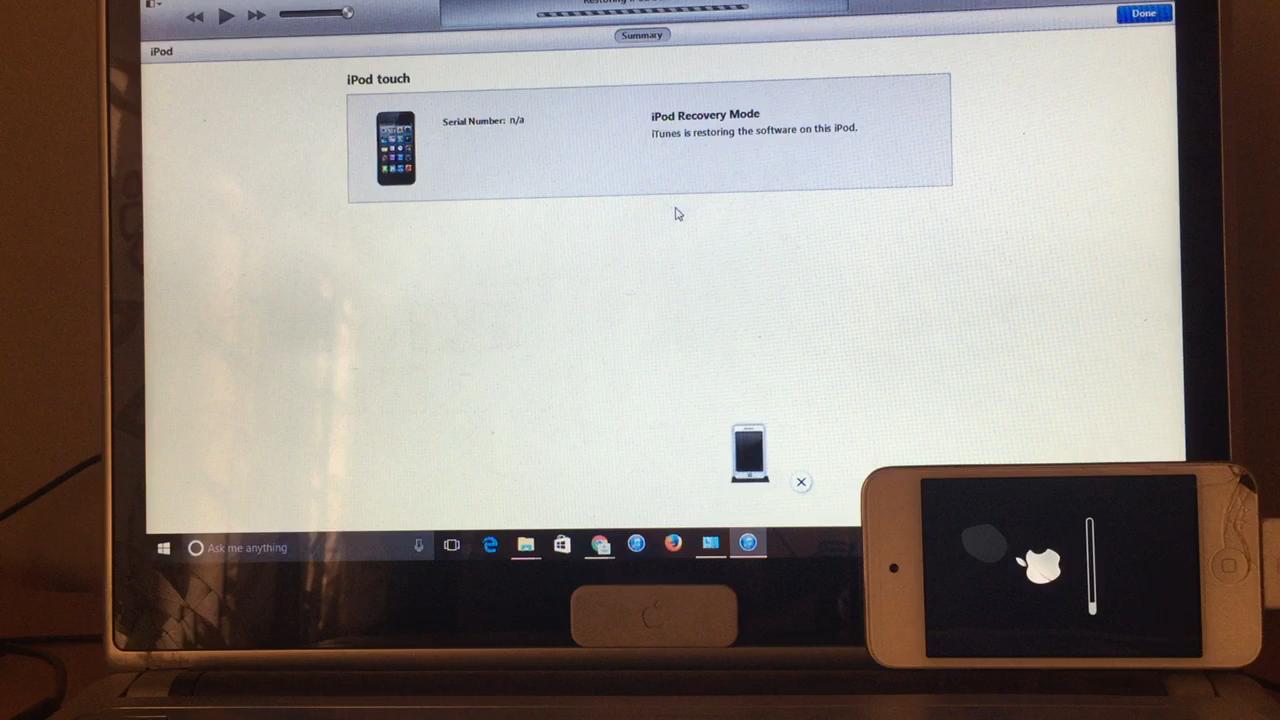 Restoring
Done
Summary
iPod
iPod touch
Serial Number: n/a
iPod Recovery Mode
iTunes is restoring the software on this iPod.
Ask me anything